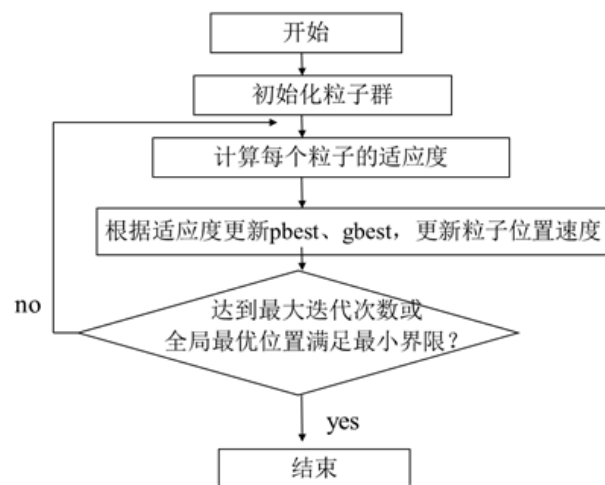 开始
初始化粒子群
计算每个粒子的适应度
根据适应度更新pbest、gbest，更新粒子位置速度
no
达到最大迭代次数或
全局最优位置满足最小界限？
yes
结束